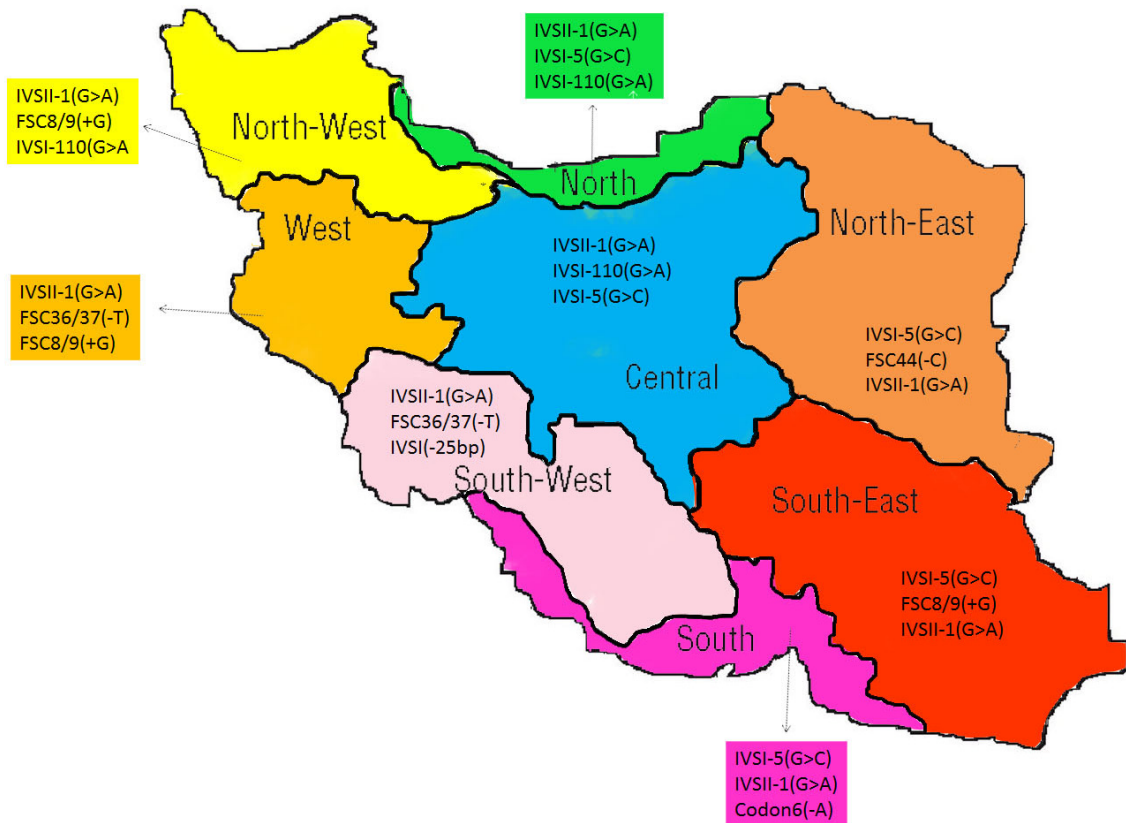 IVSII-1(G>A)
IVSI-5(G>C)
IVSI-110(G>A)
IVSII-1(G>A)
FSC8/9(+G)
IVSI-110(G>A
North-West
North
West
North-East
IVSII-1(G>A)
IVSI-110(G>A)
IVSI-5(G>C)
IVSII-1(G>A)
FSC36/37(-T)
FSC8/9(+G)
IVSI-5(G>C)
FSC44(-C)
IVSII-1(G>A)
Central
IVSII-1(G>A)
FSC36/37(-T)
IVSI(-25bp)
South-West
South-East
IVSI-5(G>C)
FSC8/9(+G)
IVSII-1(G>A)
South
IVSI-5(G>C)
IVSII-1(G>A)
Codon6(-A)